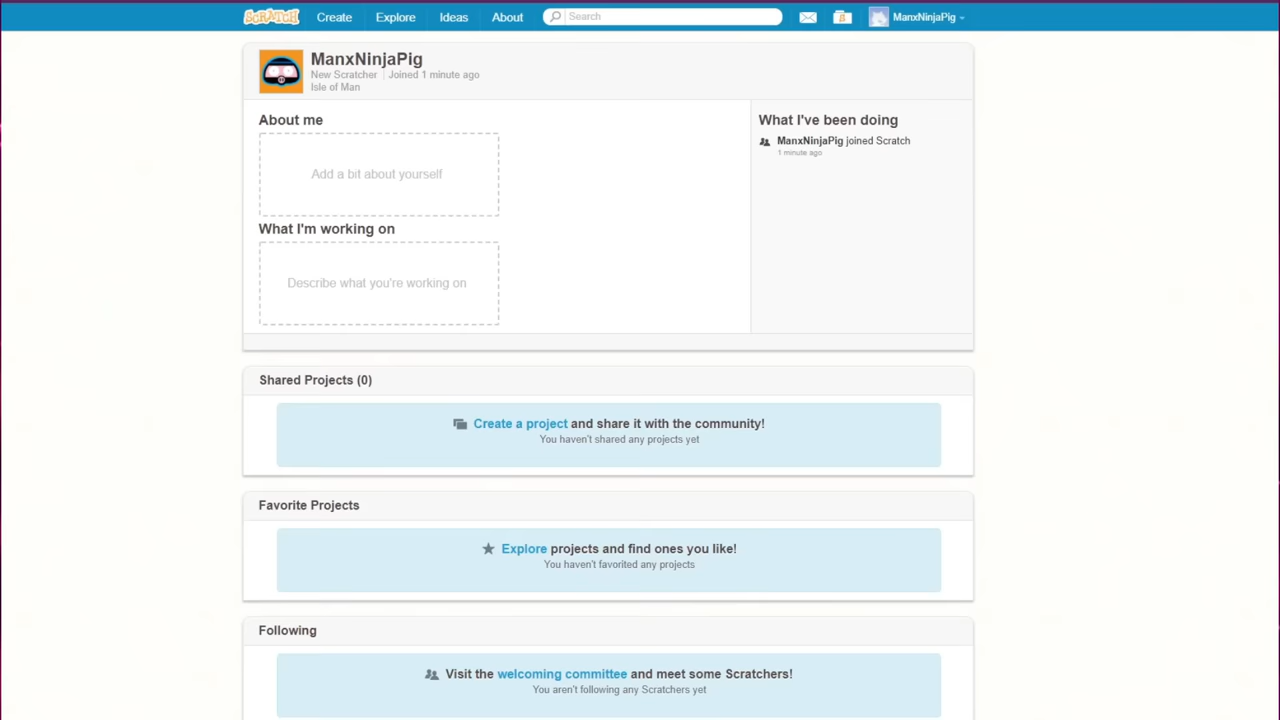 SCRATCH Create Explore Ideas About Search ManxNinjaPig
ManxNinjaPig
New Scratcher Joined 1 minute ago
Isle of Man
About me
Add a bit about yourself
What I'm working on
Describe what you're working on
What I've been doing
ManxNinjaPig joined Scratch
1 minute ago
Shared Projects (0)
Create a project and share it with the community!
You haven't shared any projects yet
Favorite Projects
Explore projects and find ones you like!
You haven't favorited any projects
Following
Visit the welcoming committee and meet some Scratchers!
You aren't following any Scratchers yet